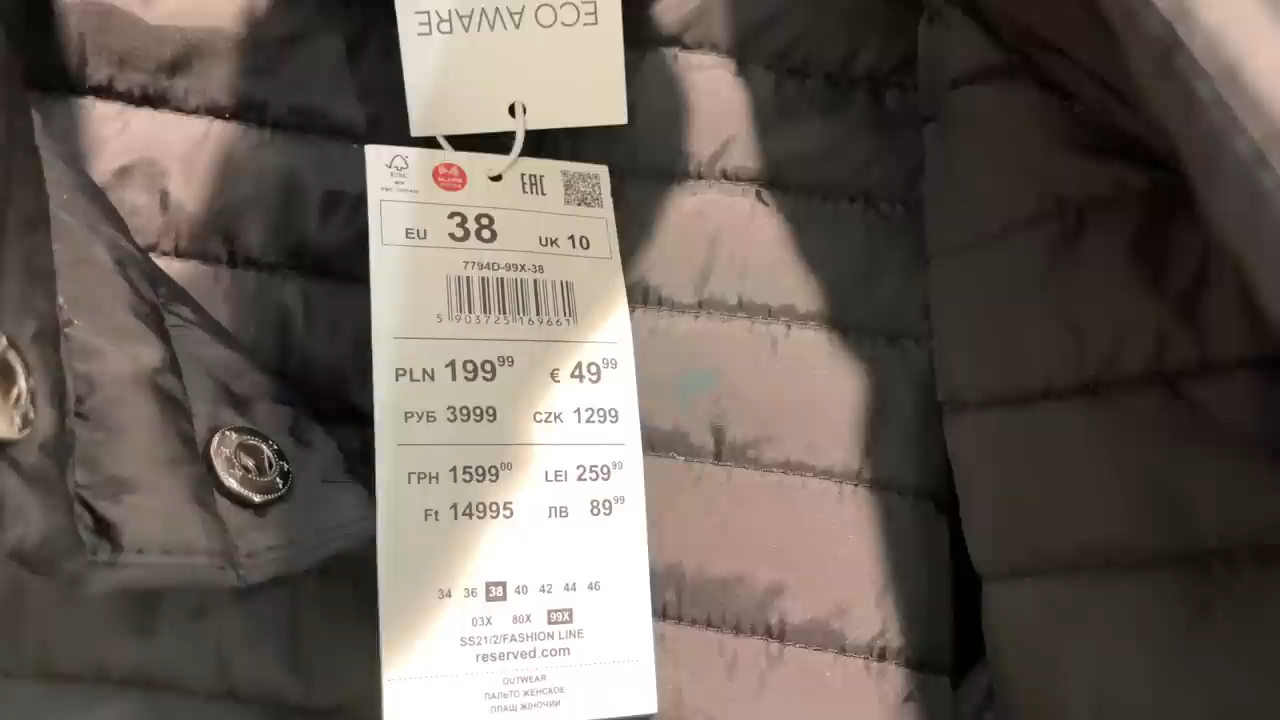 ECO AWARE
EAC
EU 38 UK 10
7794D-99X-38
5 903725 169661
PLN 199⁹⁹ € 49⁹⁹
РУБ 3999 CZK 1299
ГРН 1599⁰⁰ LEI 259⁹⁹
Ft 14995 ЛВ 89⁹⁹
34 36 38 40 42 44 46
03X 80X 99X
SS21/2/FASHION LINE
reserved.com
OUTWEAR
ПАЛЬТО ЖЕНСКОЕ
ПЛАЩ ЖІНОЧИЙ